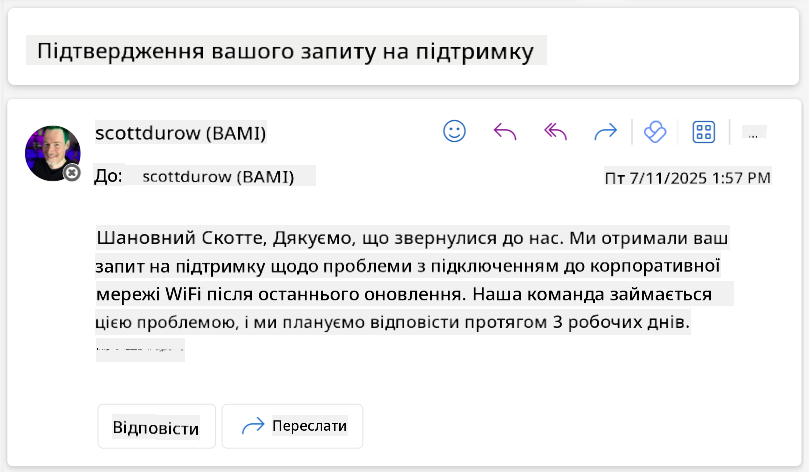 Підтвердження вашого запиту на підтримку
scottdurow (BAMI)
...
До: scottdurow (BAMI)
Пт 7/11/2025 1:57 PM
Шановний Скотте, Дякуємо, що звернулися до нас. Ми отримали ваш
запит на підтримку щодо проблеми з підключенням до корпоративної
мережі WiFi після останнього оновлення. Наша команда займається
цією проблемою, і ми плануємо відповісти протягом 3 робочих днів.
Відповісти
Переслати